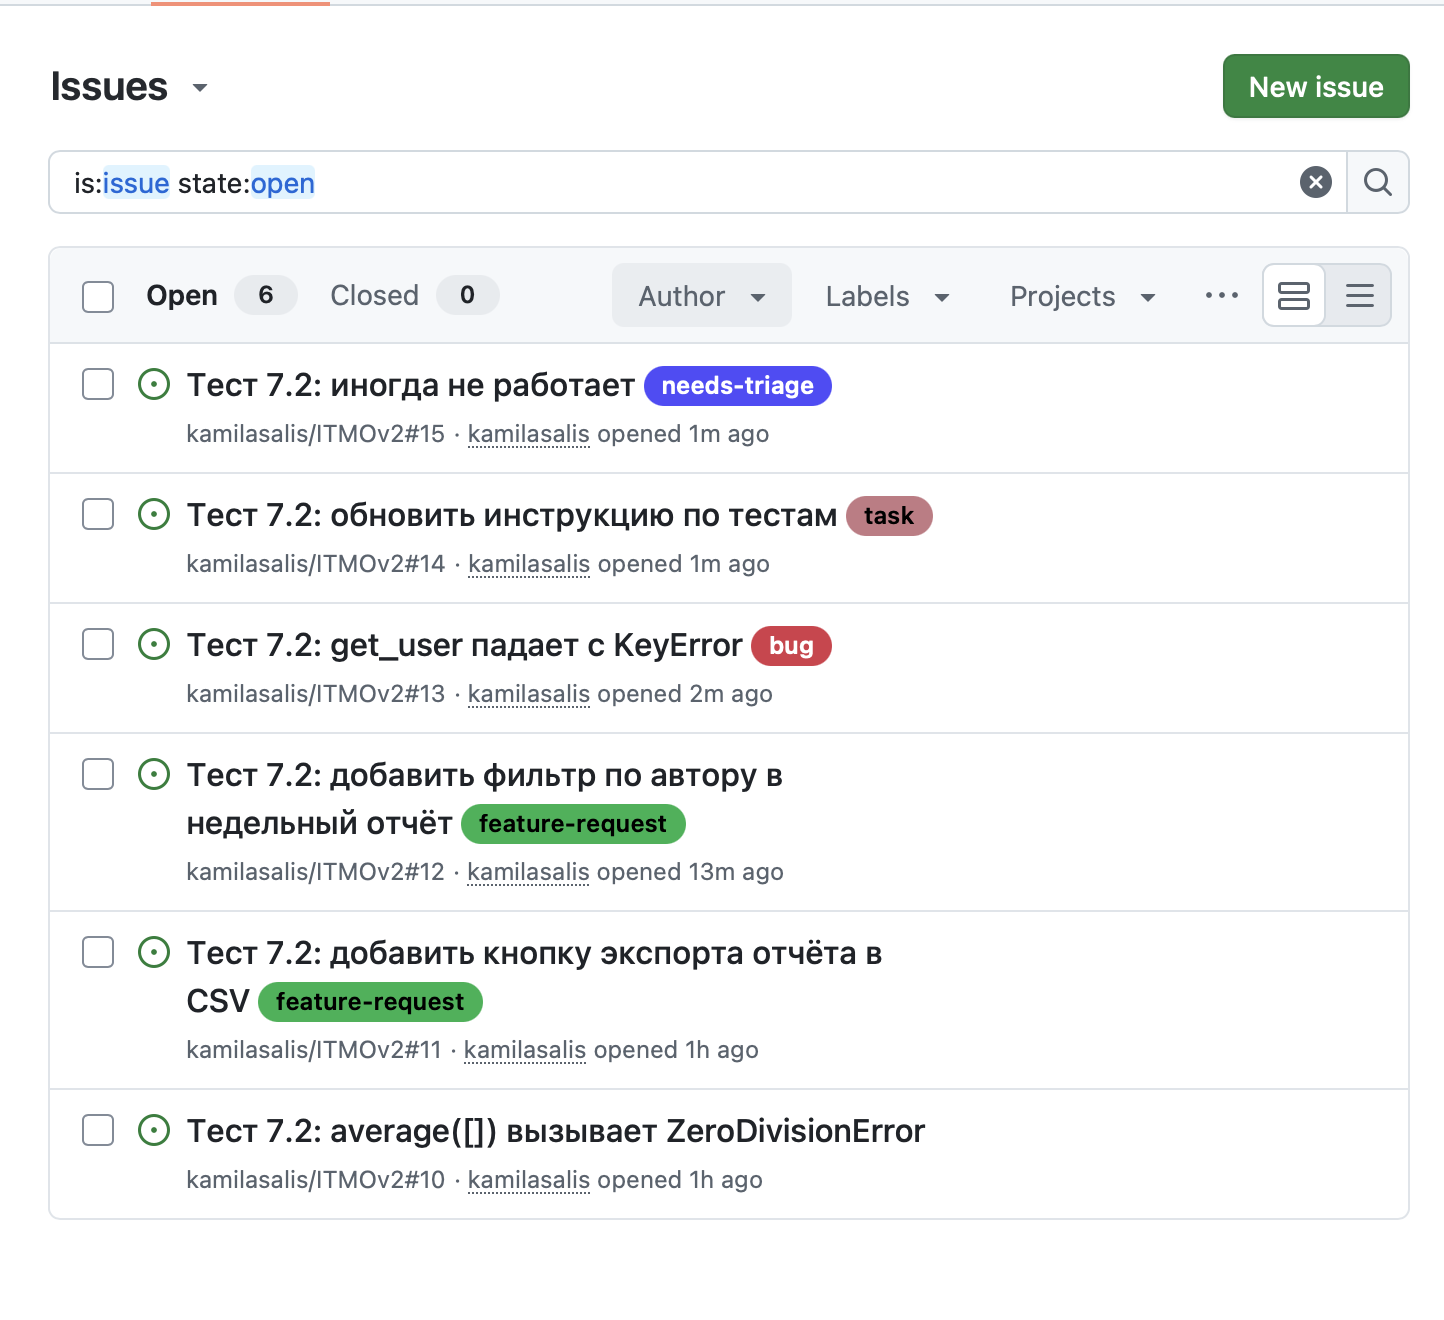 Issues
New issue
is:issue state:open
Open 6 Closed 0 Author Labels Projects
Тест 7.2: иногда не работает needs-triage
kamilasalis/ITMOv2#15 · kamilasalis opened 1m ago
Тест 7.2: обновить инструкцию по тестам task
kamilasalis/ITMOv2#14 · kamilasalis opened 1m ago
Тест 7.2: get_user падает с KeyError bug
kamilasalis/ITMOv2#13 · kamilasalis opened 2m ago
Тест 7.2: добавить фильтр по автору в
недельный отчёт feature-request
kamilasalis/ITMOv2#12 · kamilasalis opened 13m ago
Тест 7.2: добавить кнопку экспорта отчёта в
CSV feature-request
kamilasalis/ITMOv2#11 · kamilasalis opened 1h ago
Тест 7.2: average([]) вызывает ZeroDivisionError
kamilasalis/ITMOv2#10 · kamilasalis opened 1h ago